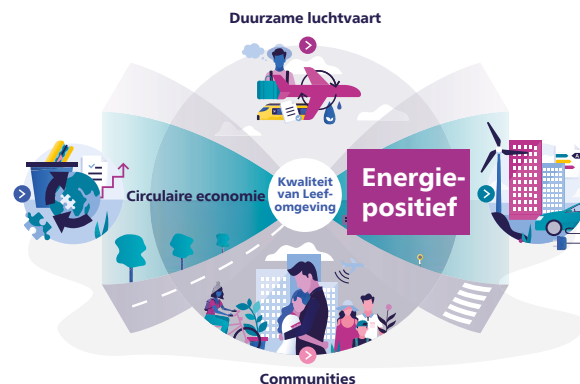 Duurzame luchtvaart
Circulaire economie
Kwaliteit
van Leef-
omgeving
Energie-
positief
Communities